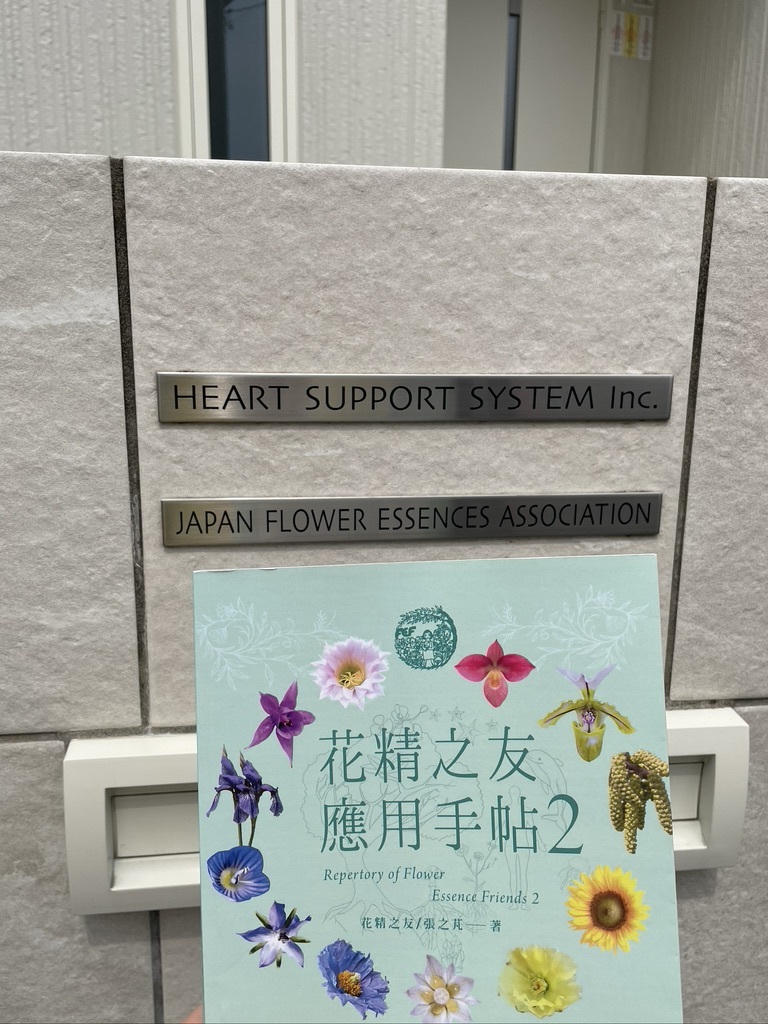 HEART SUPPORT SYSTEM Inc.
JAPAN FLOWER ESSENCES ASSOCIATION
FEF
花精之友
應用手帖2
Repertory of Flower
Essence Friends 2
花精之友/張之芃——著